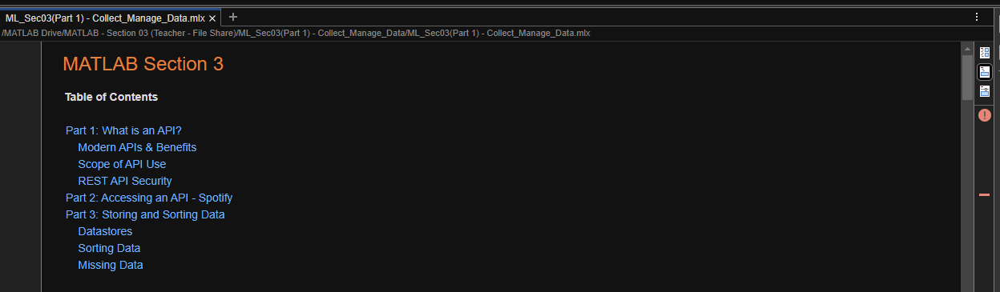 ML_Sec03(Part 1) - Collect_Manage_Data.mlx × +
/MATLAB Drive/MATLAB - Section 03 (Teacher - File Share)/ML_Sec03(Part 1) - Collect_Manage_Data/ML_Sec03(Part 1) - Collect_Manage_Data.mlx
MATLAB Section 3
Table of Contents
Part 1: What is an API?
Modern APIs & Benefits
Scope of API Use
REST API Security
Part 2: Accessing an API - Spotify
Part 3: Storing and Sorting Data
Datastores
Sorting Data
Missing Data